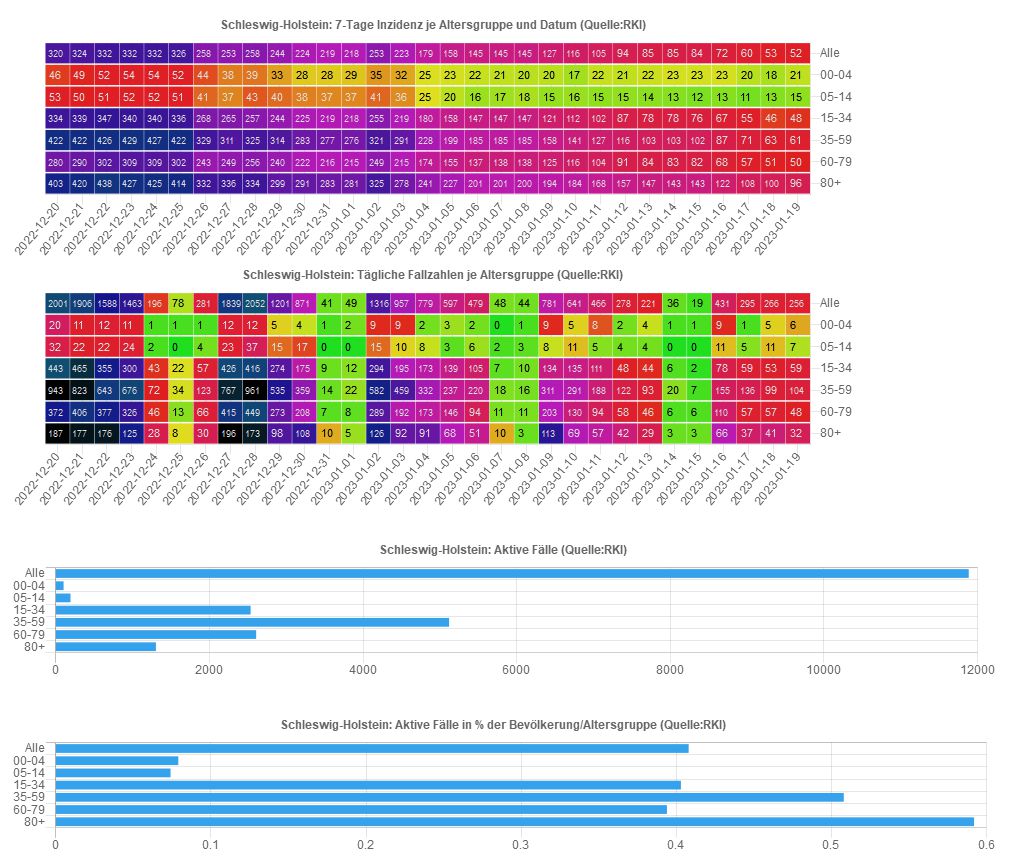 Schleswig-Holstein: 7-Tage Inzidenz je Altersgruppe und Datum (Quelle:RKI)
320 324 332 332 332 326 258 253 258 244 224 219 218 253 223 179 158 145 145 145 127 116 105 94 85 85 84 72 60 53 52 Alle
46 49 52 54 54 52 44 38 39 33 28 28 29 35 32 25 23 22 21 20 20 17 22 21 22 23 23 23 20 18 21 00-04
53 50 51 52 52 51 41 37 43 40 38 37 37 41 36 25 20 16 17 18 15 16 15 15 14 13 12 13 11 13 15 05-14
334 339 347 340 340 336 268 265 257 244 225 219 218 255 219 180 158 147 147 147 121 112 102 87 78 78 76 67 55 46 48 15-34
422 422 426 429 427 422 329 311 325 314 283 277 276 321 291 228 199 185 185 185 158 141 127 116 103 103 102 87 71 63 61 35-59
280 290 302 309 309 302 243 249 256 240 222 216 215 249 215 174 155 138 138 138 125 116 104 91 84 83 82 68 57 51 50 60-79
403 420 438 427 425 414 332 336 334 299 291 283 281 325 278 241 227 201 201 200 194 184 168 157 147 143 143 122 108 100 96 80+
2022-12-20 2022-12-21 2022-12-22 2022-12-23 2022-12-24 2022-12-25 2022-12-26 2022-12-27 2022-12-28 2022-12-29 2022-12-30 2022-12-31 2023-01-01 2023-01-02 2023-01-03 2023-01-04 2023-01-05 2023-01-06 2023-01-07 2023-01-08 2023-01-09 2023-01-10 2023-01-11 2023-01-12 2023-01-13 2023-01-14 2023-01-15 2023-01-16 2023-01-17 2023-01-18 2023-01-19
Schleswig-Holstein: Tägliche Fallzahlen je Altersgruppe (Quelle:RKI)
2001 1906 1588 1463 196 78 281 1839 2052 1201 871 41 49 1316 957 779 597 479 48 44 781 641 466 278 221 36 19 431 295 266 256 Alle
20 11 12 11 1 1 1 12 12 5 4 1 2 9 9 2 3 2 0 1 9 5 8 2 4 1 1 9 1 5 6 00-04
32 22 22 24 2 0 4 23 37 15 17 0 0 15 10 8 3 6 2 3 8 11 5 4 4 0 0 11 5 11 7 05-14
443 465 355 300 43 22 57 426 416 274 175 9 12 294 195 173 139 105 7 10 134 135 111 48 44 6 2 78 59 53 59 15-34
943 823 643 676 72 34 123 767 961 535 359 14 22 582 459 332 237 220 18 16 311 291 188 122 93 20 7 155 136 99 104 35-59
372 406 377 326 46 13 66 415 449 273 208 7 8 289 192 173 146 94 11 11 203 130 94 58 46 6 6 110 57 57 48 60-79
187 177 176 125 28 8 30 196 173 98 108 10 5 126 92 91 68 51 10 3 113 69 57 42 29 3 3 66 37 41 32 80+
2022-12-20 2022-12-21 2022-12-22 2022-12-23 2022-12-24 2022-12-25 2022-12-26 2022-12-27 2022-12-28 2022-12-29 2022-12-30 2022-12-31 2023-01-01 2023-01-02 2023-01-03 2023-01-04 2023-01-05 2023-01-06 2023-01-07 2023-01-08 2023-01-09 2023-01-10 2023-01-11 2023-01-12 2023-01-13 2023-01-14 2023-01-15 2023-01-16 2023-01-17 2023-01-18 2023-01-19
Schleswig-Holstein: Aktive Fälle (Quelle:RKI)
Alle
00-04
05-14
15-34
35-59
60-79
80+
0 2000 4000 6000 8000 10000 12000
Schleswig-Holstein: Aktive Fälle in % der Bevölkerung/Altersgruppe (Quelle:RKI)
Alle
00-04
05-14
15-34
35-59
60-79
80+
0 0.1 0.2 0.3 0.4 0.5 0.6